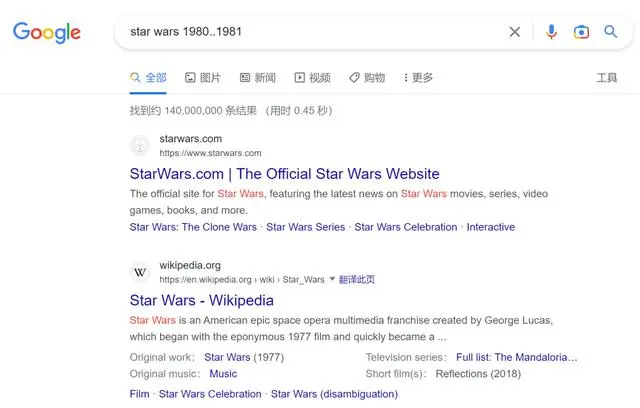 Google
star wars 1980..1981
全部 图片 新闻 视频 购物 更多 工具
找到约 140,000,000 条结果 （用时 0.45 秒）
starwars.com
https://www.starwars.com
StarWars.com | The Official Star Wars Website
The official site for Star Wars, featuring the latest news on Star Wars movies, series, video
games, books, and more.
Star Wars: The Clone Wars · Star Wars Series · Star Wars Celebration · Interactive
W
wikipedia.org
https://en.wikipedia.org › wiki › Star_Wars 翻译此页
Star Wars - Wikipedia
Star Wars is an American epic space opera multimedia franchise created by George Lucas,
which began with the eponymous 1977 film and quickly became a ...
Original work: Star Wars (1977) Television series: Full list: The Mandaloria…
Original music: Music Short film(s): Reflections (2018)
Film · Star Wars Celebration · Star Wars (disambiguation)